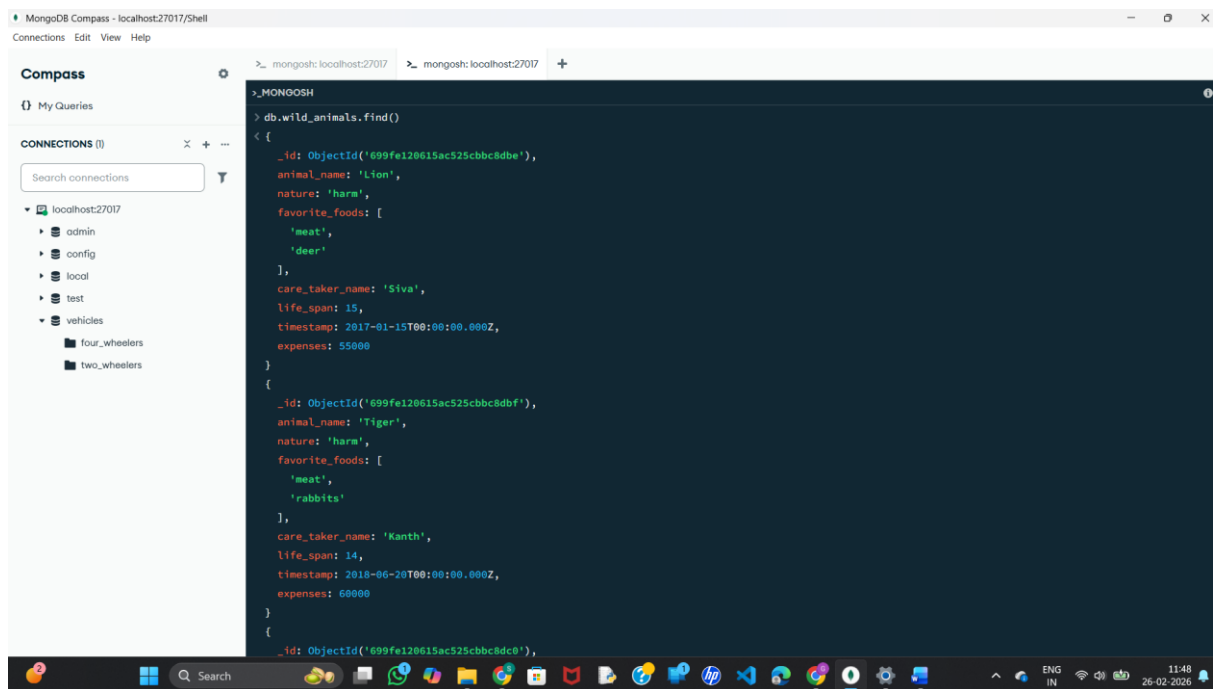 MongoDB Compass - localhost:27017/Shell
Connections Edit View Help
Compass
{} My Queries
CONNECTIONS (1)
Search connections
localhost:27017
admin
config
local
test
vehicles
four_wheelers
two_wheelers
>_ mongosh: localhost:27017 >_ mongosh: localhost:27017 +
>_MONGOSH
> db.wild_animals.find()
< {
_id: ObjectId('699fe120615ac525cbbc8dbe'),
animal_name: 'Lion',
nature: 'harm',
favorite_foods: [
'meat',
'deer'
],
care_taker_name: 'Siva',
life_span: 15,
timestamp: 2017-01-15T00:00:00.000Z,
expenses: 55000
}
{
_id: ObjectId('699fe120615ac525cbbc8dbf'),
animal_name: 'Tiger',
nature: 'harm',
favorite_foods: [
'meat',
'rabbits'
],
care_taker_name: 'Kanth',
life_span: 14,
timestamp: 2018-06-20T00:00:00.000Z,
expenses: 60000
}
{
_id: ObjectId('699fe120615ac525cbbc8dc0'),
2
Search
ENG
IN
11:48
26-02-2026